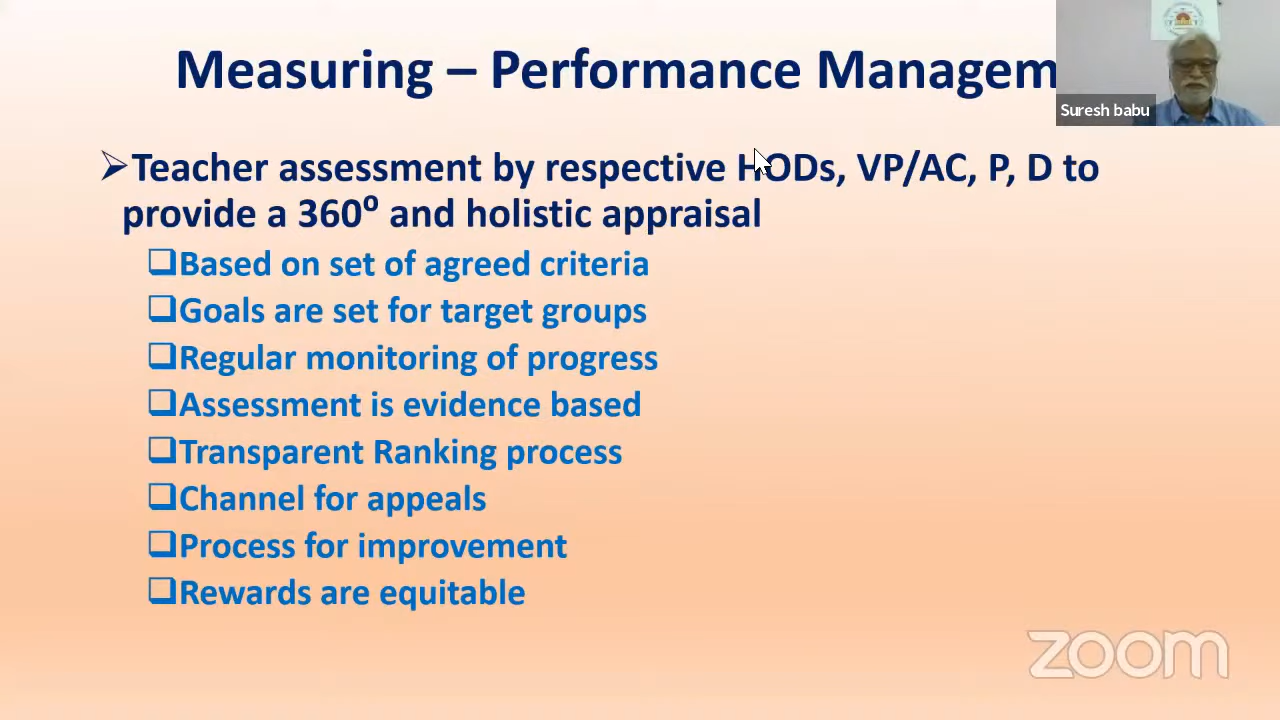 Measuring – Performance Managem
Suresh babu
Teacher assessment by respective HODs, VP/AC, P, D to
provide a 360⁰ and holistic appraisal
Based on set of agreed criteria
Goals are set for target groups
Regular monitoring of progress
Assessment is evidence based
Transparent Ranking process
Channel for appeals
Process for improvement
Rewards are equitable
zoom